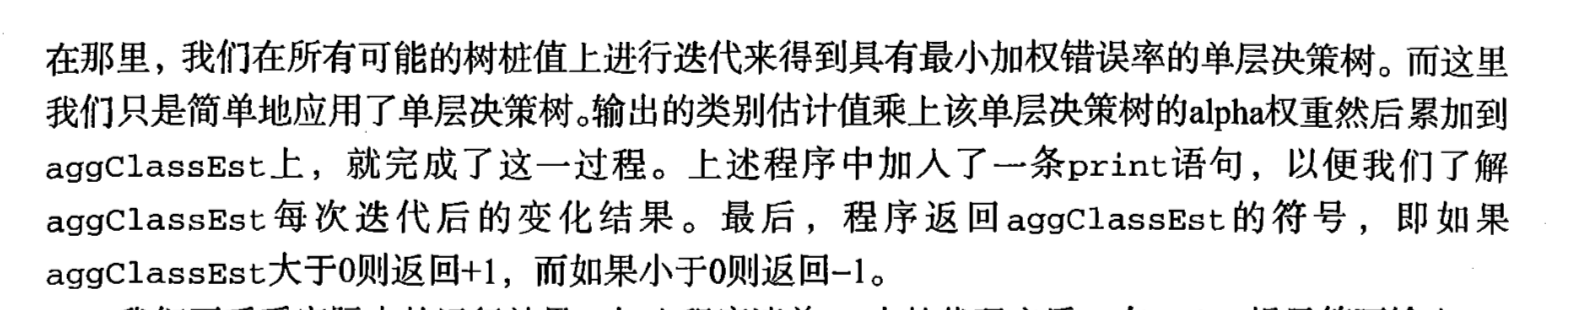 在那里，我们在所有可能的树桩值上进行迭代来得到具有最小加权错误率的单层决策树。而这里
我们只是简单地应用了单层决策树。输出的类别估计值乘上该单层决策树的alpha权重然后累加到
aggClassEst上，就完成了这一过程。上述程序中加入了一条print语句，以便我们了解
aggClassEst每次迭代后的变化结果。最后，程序返回aggClassEst的符号，即如果
aggClassEst大于0则返回+1，而如果小于0则返回–1。